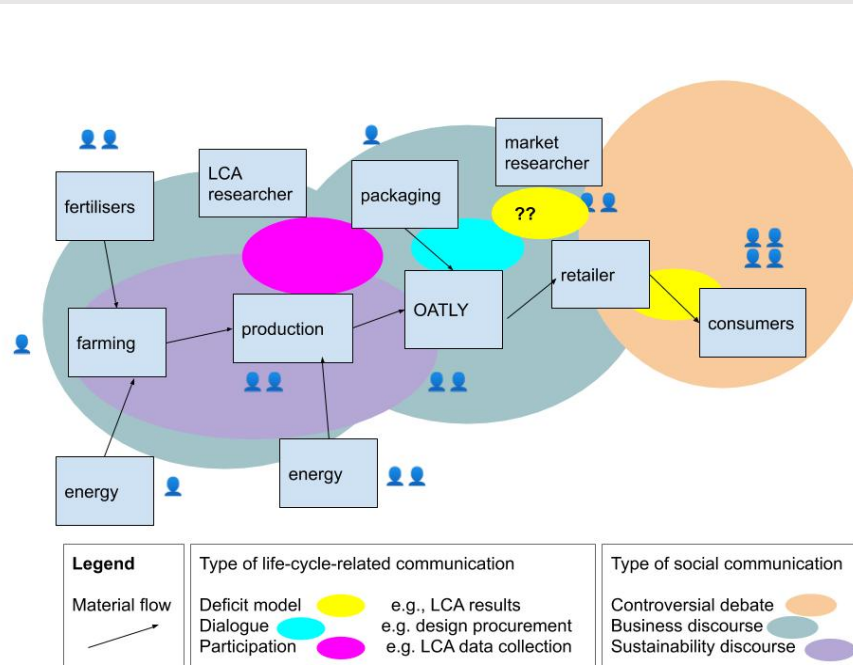 market
researcher
LCA
researcher
packaging
fertilisers
??
retailer
OATLY
consumers
production
farming
energy
energy
Legend
Material flow
Type of life-cycle-related communication
Deficit model e.g., LCA results
Dialogue e.g. design procurement
Participation e.g. LCA data collection
Type of social communication
Controversial debate
Business discourse
Sustainability discourse